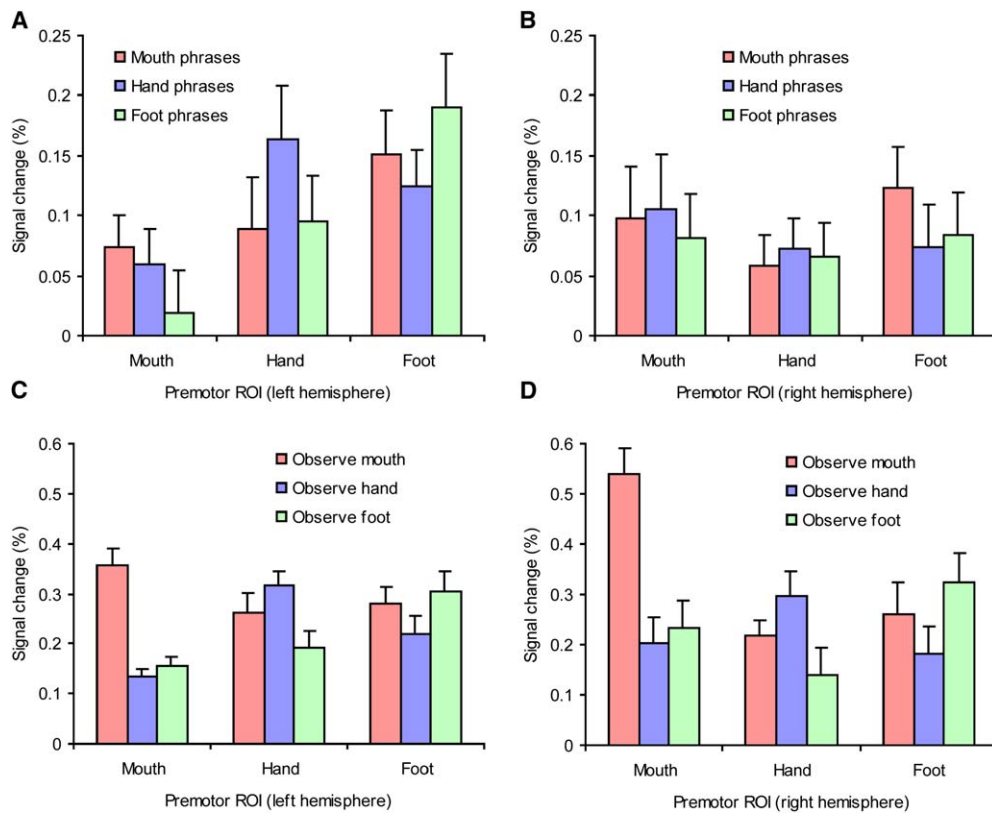 A
0.25
0.2
0.15
0.1
0.05
0
Signal change (%)
Mouth phrases
Hand phrases
Foot phrases
Mouth Hand Foot
Premotor ROI (left hemisphere)
B
0.25
0.2
0.15
0.1
0.05
0
Signal change (%)
Mouth phrases
Hand phrases
Foot phrases
Mouth Hand Foot
Premotor ROI (right hemisphere)
C
0.6
0.5
0.4
0.3
0.2
0.1
0
Signal change (%)
Observe mouth
Observe hand
Observe foot
Mouth Hand Foot
Premotor ROI (left hemisphere)
D
0.6
0.5
0.4
0.3
0.2
0.1
0
Signal change (%)
Observe mouth
Observe hand
Observe foot
Mouth Hand Foot
Premotor ROI (right hemisphere)